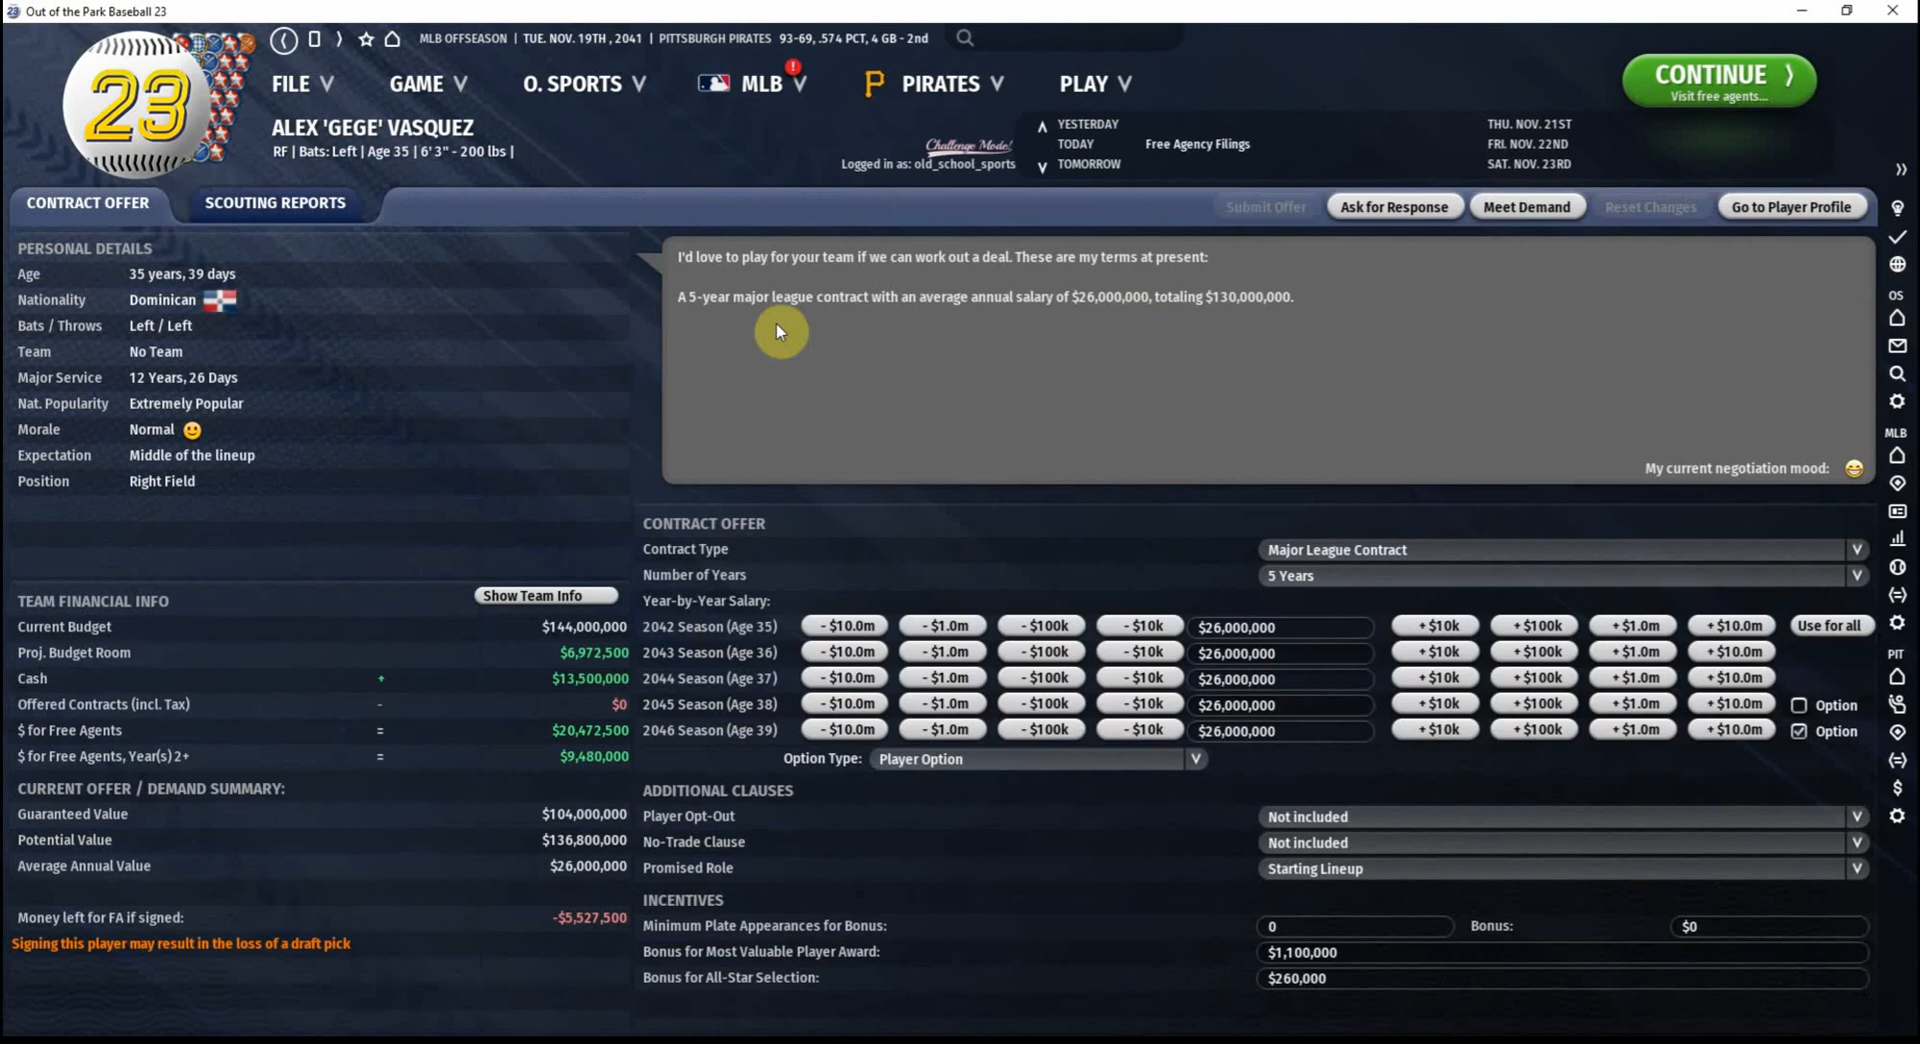 Out of the Park Baseball 23
MLB OFFSEASON | TUE. NOV. 19TH, 2041 | PITTSBURGH PIRATES 93-69, .574 PCT, 4 GB - 2nd
23
FILE GAME O. SPORTS MLB ! P PIRATES PLAY
CONTINUE
Visit free agents...
ALEX 'GEGE' VASQUEZ
RF | Bats: Left | Age 35 | 6' 3" - 200 lbs |
Challenge Mode!
Logged in as: old_school_sports
YESTERDAY
TODAY Free Agency Filings
TOMORROW
THU. NOV. 21ST
FRI. NOV. 22ND
SAT. NOV. 23RD
CONTRACT OFFER SCOUTING REPORTS
Submit Offer Ask for Response Meet Demand Reset Changes Go to Player Profile
PERSONAL DETAILS
Age 35 years, 39 days
Nationality Dominican
Bats / Throws Left / Left
Team No Team
Major Service 12 Years, 26 Days
Nat. Popularity Extremely Popular
Morale Normal
Expectation Middle of the lineup
Position Right Field
I'd love to play for your team if we can work out a deal. These are my terms at present:
A 5-year major league contract with an average annual salary of $26,000,000, totaling $130,000,000.
My current negotiation mood:
TEAM FINANCIAL INFO Show Team Info
Current Budget $144,000,000
Proj. Budget Room $6,972,500
Cash + $13,500,000
Offered Contracts (incl. Tax) - $0
$ for Free Agents = $20,472,500
$ for Free Agents, Year(s) 2+ = $9,480,000
CURRENT OFFER / DEMAND SUMMARY:
Guaranteed Value $104,000,000
Potential Value $136,800,000
Average Annual Value $26,000,000
Money left for FA if signed: -$5,527,500
Signing this player may result in the loss of a draft pick
CONTRACT OFFER
Contract Type Major League Contract
Number of Years 5 Years
Year-by-Year Salary:
2042 Season (Age 35) - $10.0m - $1.0m - $100k - $10k $26,000,000 + $10k + $100k + $1.0m + $10.0m Use for all
2043 Season (Age 36) - $10.0m - $1.0m - $100k - $10k $26,000,000 + $10k + $100k + $1.0m + $10.0m
2044 Season (Age 37) - $10.0m - $1.0m - $100k - $10k $26,000,000 + $10k + $100k + $1.0m + $10.0m
2045 Season (Age 38) - $10.0m - $1.0m - $100k - $10k $26,000,000 + $10k + $100k + $1.0m + $10.0m Option
2046 Season (Age 39) - $10.0m - $1.0m - $100k - $10k $26,000,000 + $10k + $100k + $1.0m + $10.0m Option
Option Type: Player Option
ADDITIONAL CLAUSES
Player Opt-Out Not included
No-Trade Clause Not included
Promised Role Starting Lineup
INCENTIVES
Minimum Plate Appearances for Bonus: 0 Bonus: $0
Bonus for Most Valuable Player Award: $1,100,000
Bonus for All-Star Selection: $260,000
OS
MLB
PIT